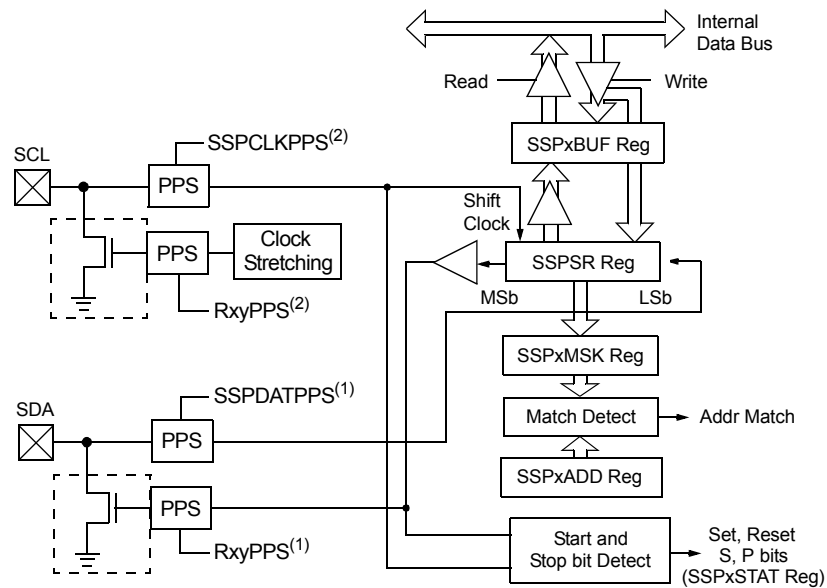 Internal
Data Bus
Read
Write
SSPCLKPPS(2)
SSPxBUF Reg
SCL
PPS
Shift
Clock
PPS
Clock
Stretching
SSPSR Reg
MSb
LSb
RxyPPS(2)
SSPxMSK Reg
SSPDATPPS(1)
SDA
PPS
Match Detect
Addr Match
SSPxADD Reg
PPS
RxyPPS(1)
Start and
Stop bit Detect
Set, Reset
S, P bits
(SSPxSTAT Reg)